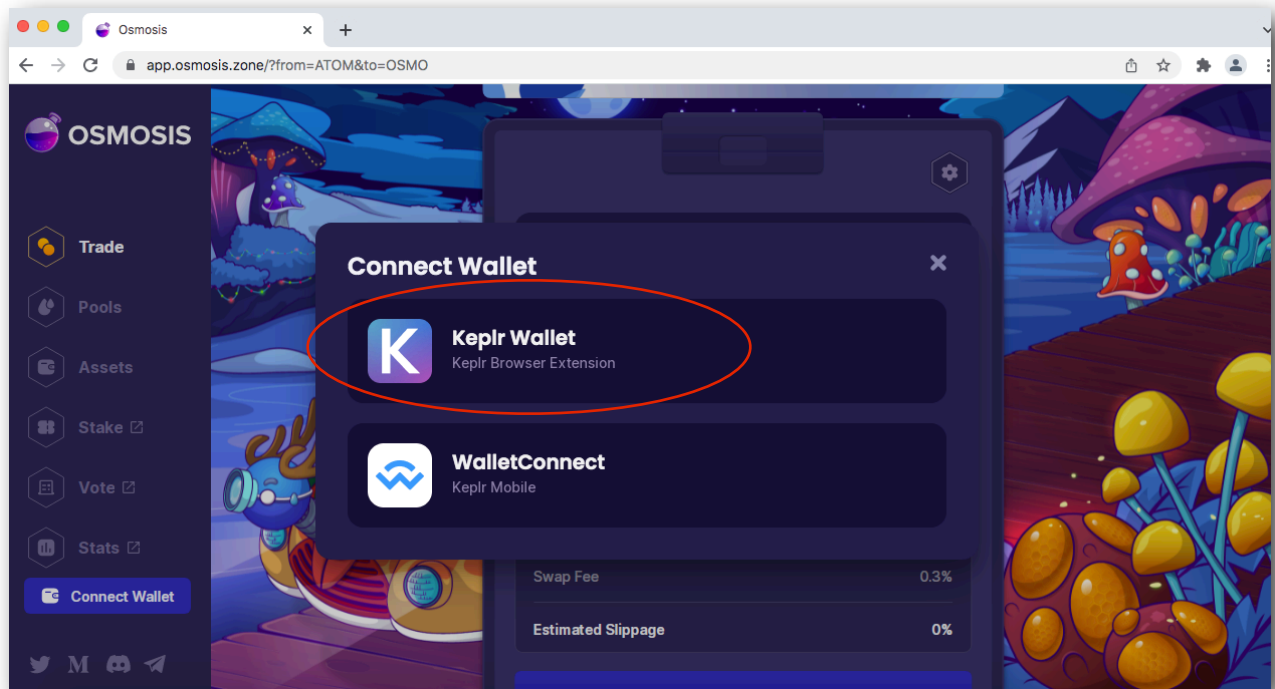 Osmosis
app.osmosis.zone/?from=ATOM&to=OSMO
OSMOSIS
Trade
Pools
Assets
Stake
Vote
Stats
Connect Wallet
Connect Wallet
K
Keplr Wallet
Keplr Browser Extension
WalletConnect
Keplr Mobile
Swap Fee 0.3%
Estimated Slippage 0%